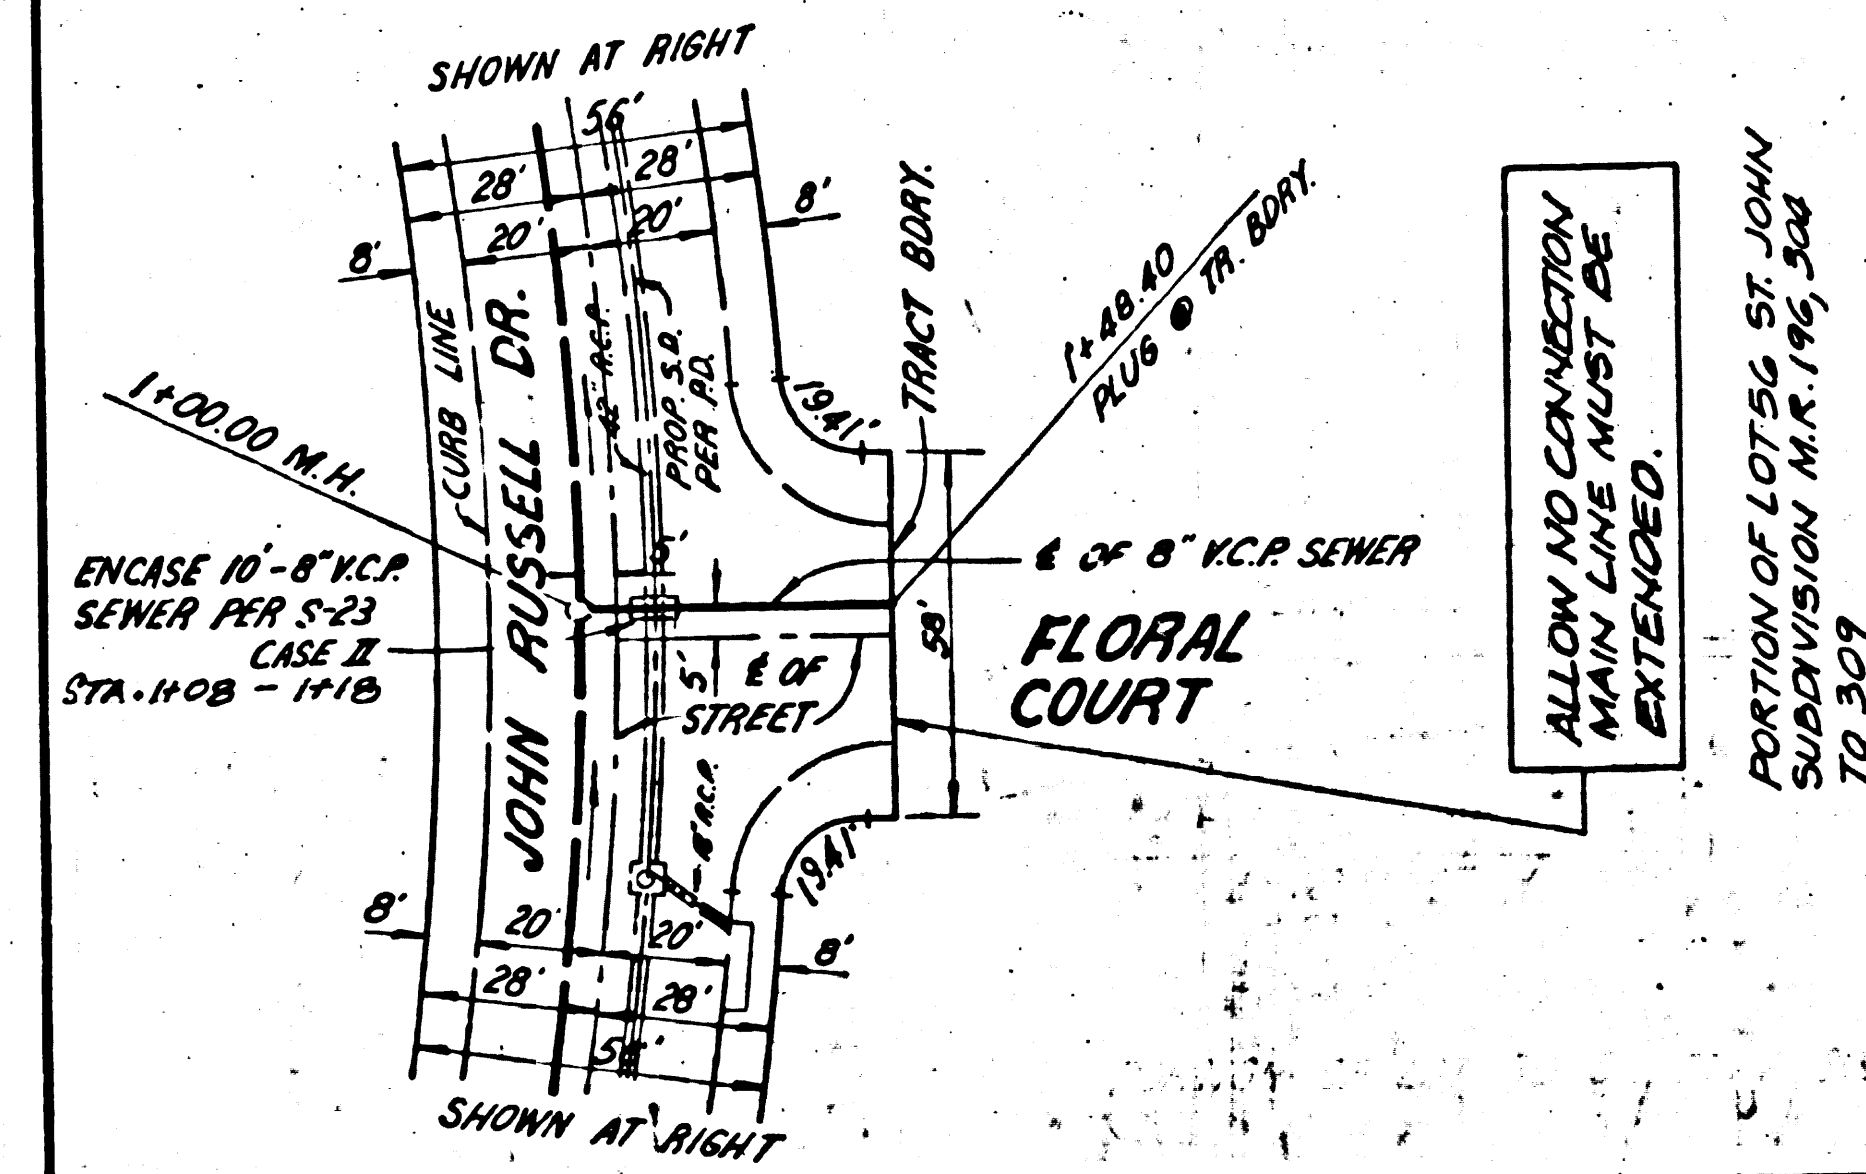 SHOWN AT RIGHT
56'
28'
28'
20'
20'
8'
8'
CURB LINE
JOHN RUSSELL DR.
42" R.C.P.
PROP. S.D.
PER P.D.
19.41'
TRACT BDRY.
1+48.40
PLUG @ TR. BDRY.
1+00.00 M.H.
ENCASE 10'-8" V.C.P.
SEWER PER S-23
CASE II
STA. 1+08 - 1+18
5'
℄ OF 8" V.C.P. SEWER
58'
FLORAL
COURT
5'
℄ OF
STREET
18" R.C.P.
19.41'
8'
20'
20'
8'
28'
28'
56'
SHOWN AT RIGHT
ALLOW NO CONNECTION
MAIN LINE MUST BE
EXTENDED.
PORTION OF LOT 56 ST. JOHN
SUBDIVISION M.R. 196, 304
TO 309